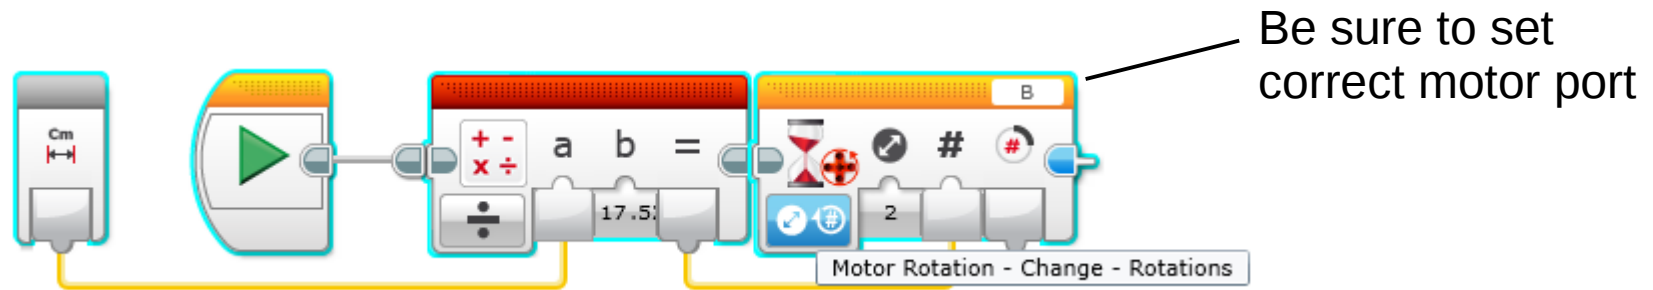 Be sure to set
correct motor port
Cm
a b =
B
#
#
17.5
#
2
Motor Rotation - Change - Rotations